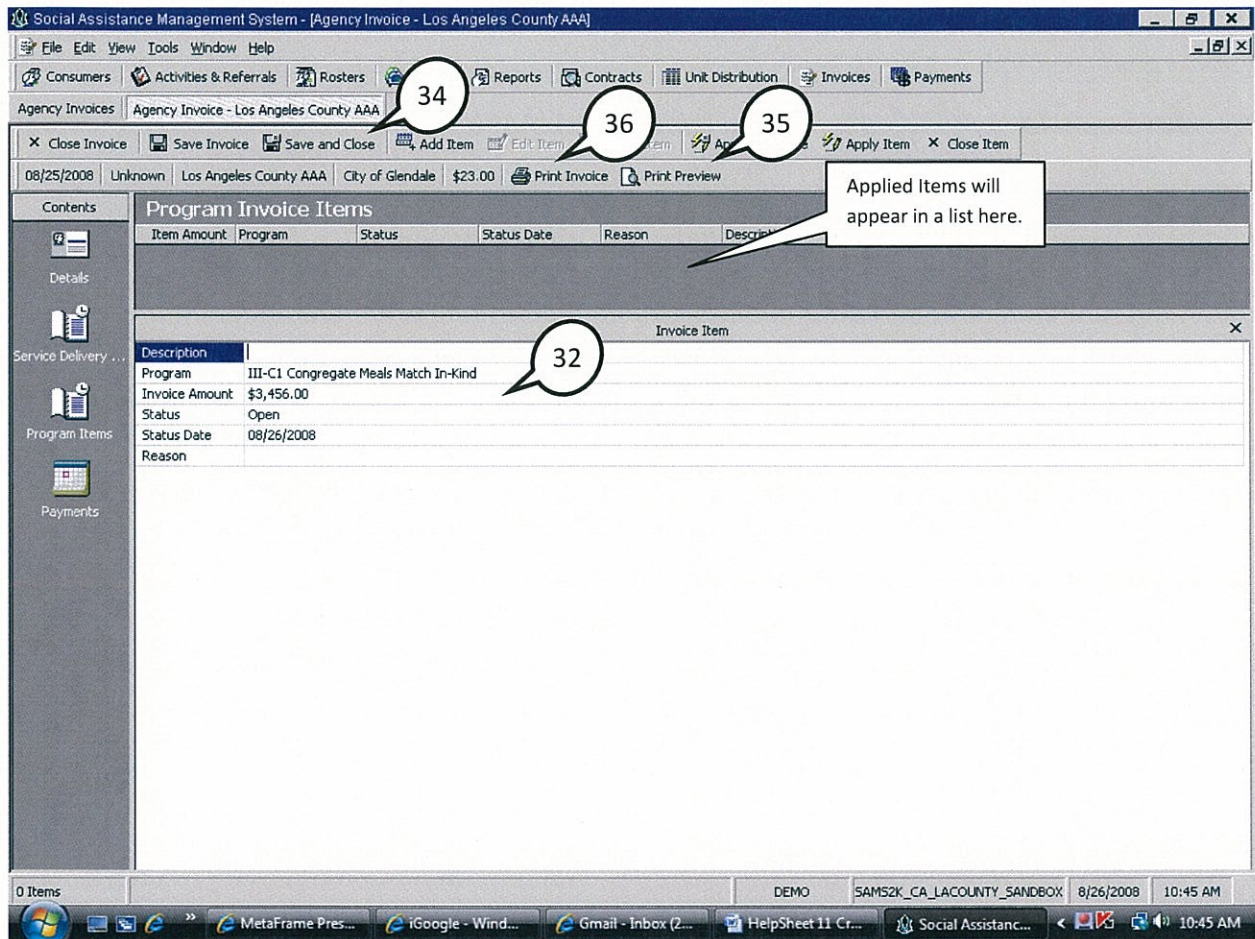 Social Assistance Management System - [Agency Invoice - Los Angeles County AAA]
File Edit View Tools Window Help
Consumers Activities & Referrals Rosters Reports Contracts Unit Distribution Invoices Payments
Agency Invoices Agency Invoice - Los Angeles County AAA
34
36
35
Close Invoice Save Invoice Save and Close Add Item Edit Item Apply Item Close Item
08/25/2008 Unknown Los Angeles County AAA City of Glendale $23.00 Print Invoice Print Preview
Applied Items will
appear in a list here.
Contents
Program Invoice Items
Item Amount Program Status Status Date Reason
Details
Service Delivery ...
Program Items
Payments
Invoice Item
32
Description
Program III-C1 Congregate Meals Match In-Kind
Invoice Amount $3,456.00
Status Open
Status Date 08/26/2008
Reason
0 Items DEMO SAMS2K_CA_LACOUNTY_SANDBOX 8/26/2008 10:45 AM
MetaFrame Pres... iGoogle - Wind... Gmail - Inbox (2... HelpSheet 11 Cr... Social Assistanc... 10:45 AM